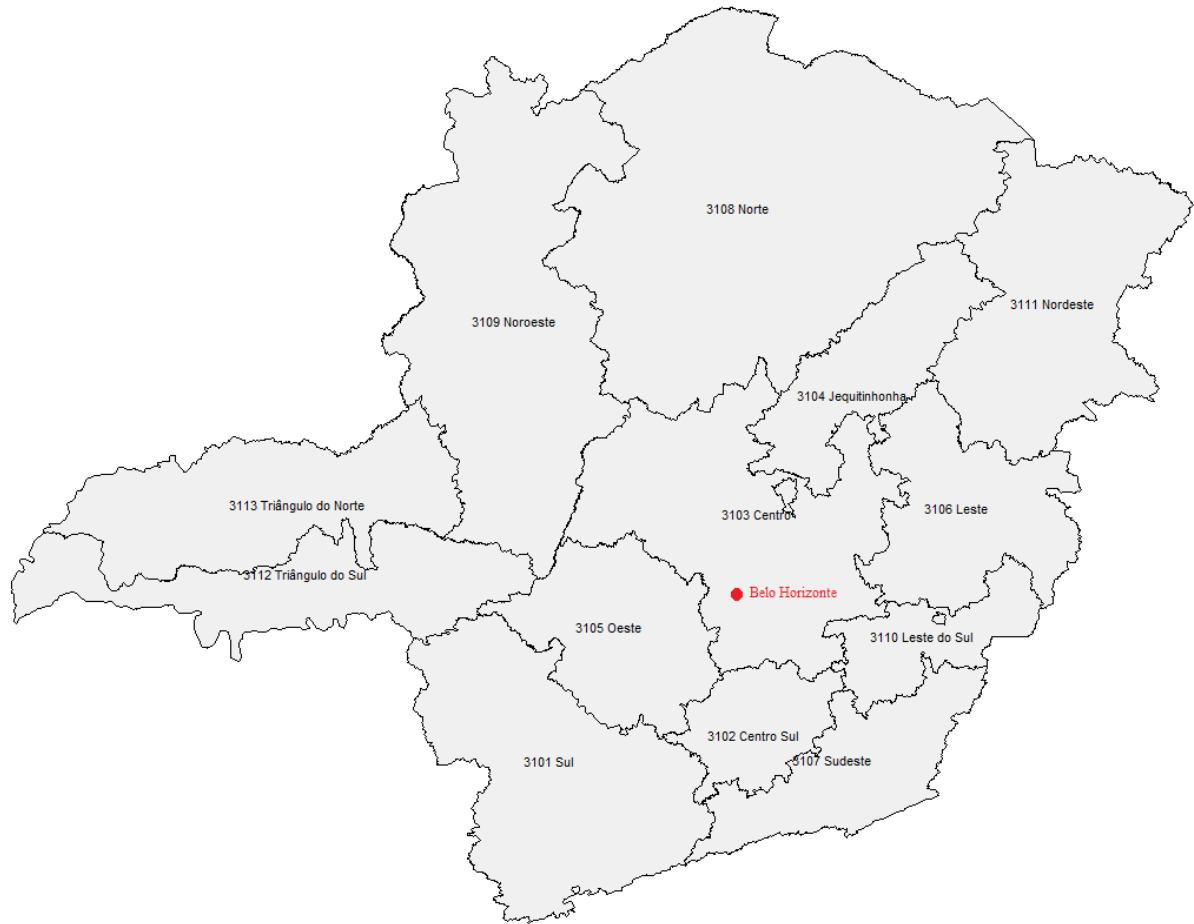 3108 Norte
3111 Nordeste
3109 Noroeste
3104 Jequitinhonha
3113 Triângulo do Norte
3106 Leste
3103 Centro
3112 Triângulo do Sul
Belo Horizonte
3105 Oeste
3110 Leste do Sul
3102 Centro Sul
3101 Sul
3107 Sudeste